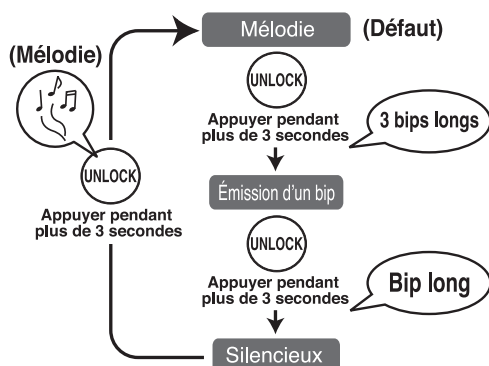 Mélodie
(Défaut)
(Mélodie)
UNLOCK
Appuyer pendant
plus de 3 secondes
3 bips longs
UNLOCK
Appuyer pendant
plus de 3 secondes
Émission d'un bip
UNLOCK
Appuyer pendant
plus de 3 secondes
Bip long
Silencieux